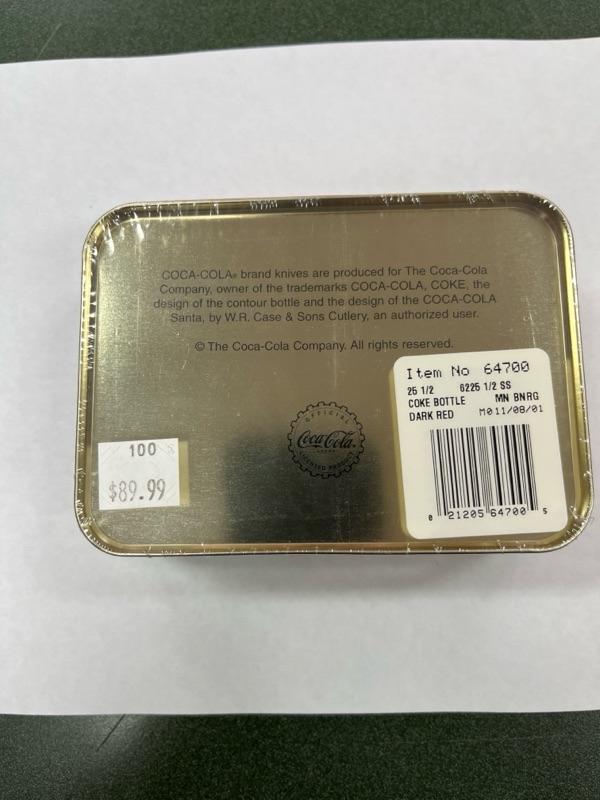 COCA-COLA® brand knives are produced for The Coca-Cola
Company, owner of the trademarks COCA-COLA, COKE, the
design of the contour bottle and the design of the COCA-COLA
Santa, by W.R. Case & Sons Cutlery, an authorized user.
© The Coca-Cola Company. All rights reserved.
Item No 64700
25 1/2 6225 1/2 SS
COKE BOTTLE MN BNRG
DARK RED M011/08/01
0 21205 64700 5
OFFICIAL
Coca-Cola
LICENSED PRODUCT
100
$89.99